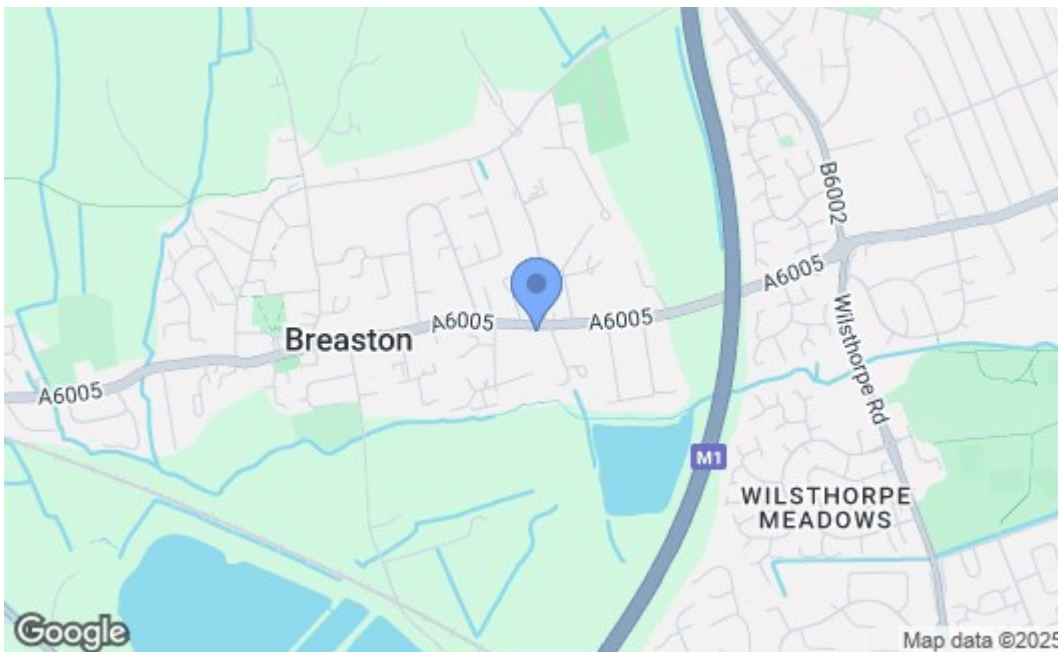 B6002
A6005
A6005
A6005
Breaston
Wilsthorpe Rd
A6005
M1
WILSTHORPE
MEADOWS
Google
Map data ©2025